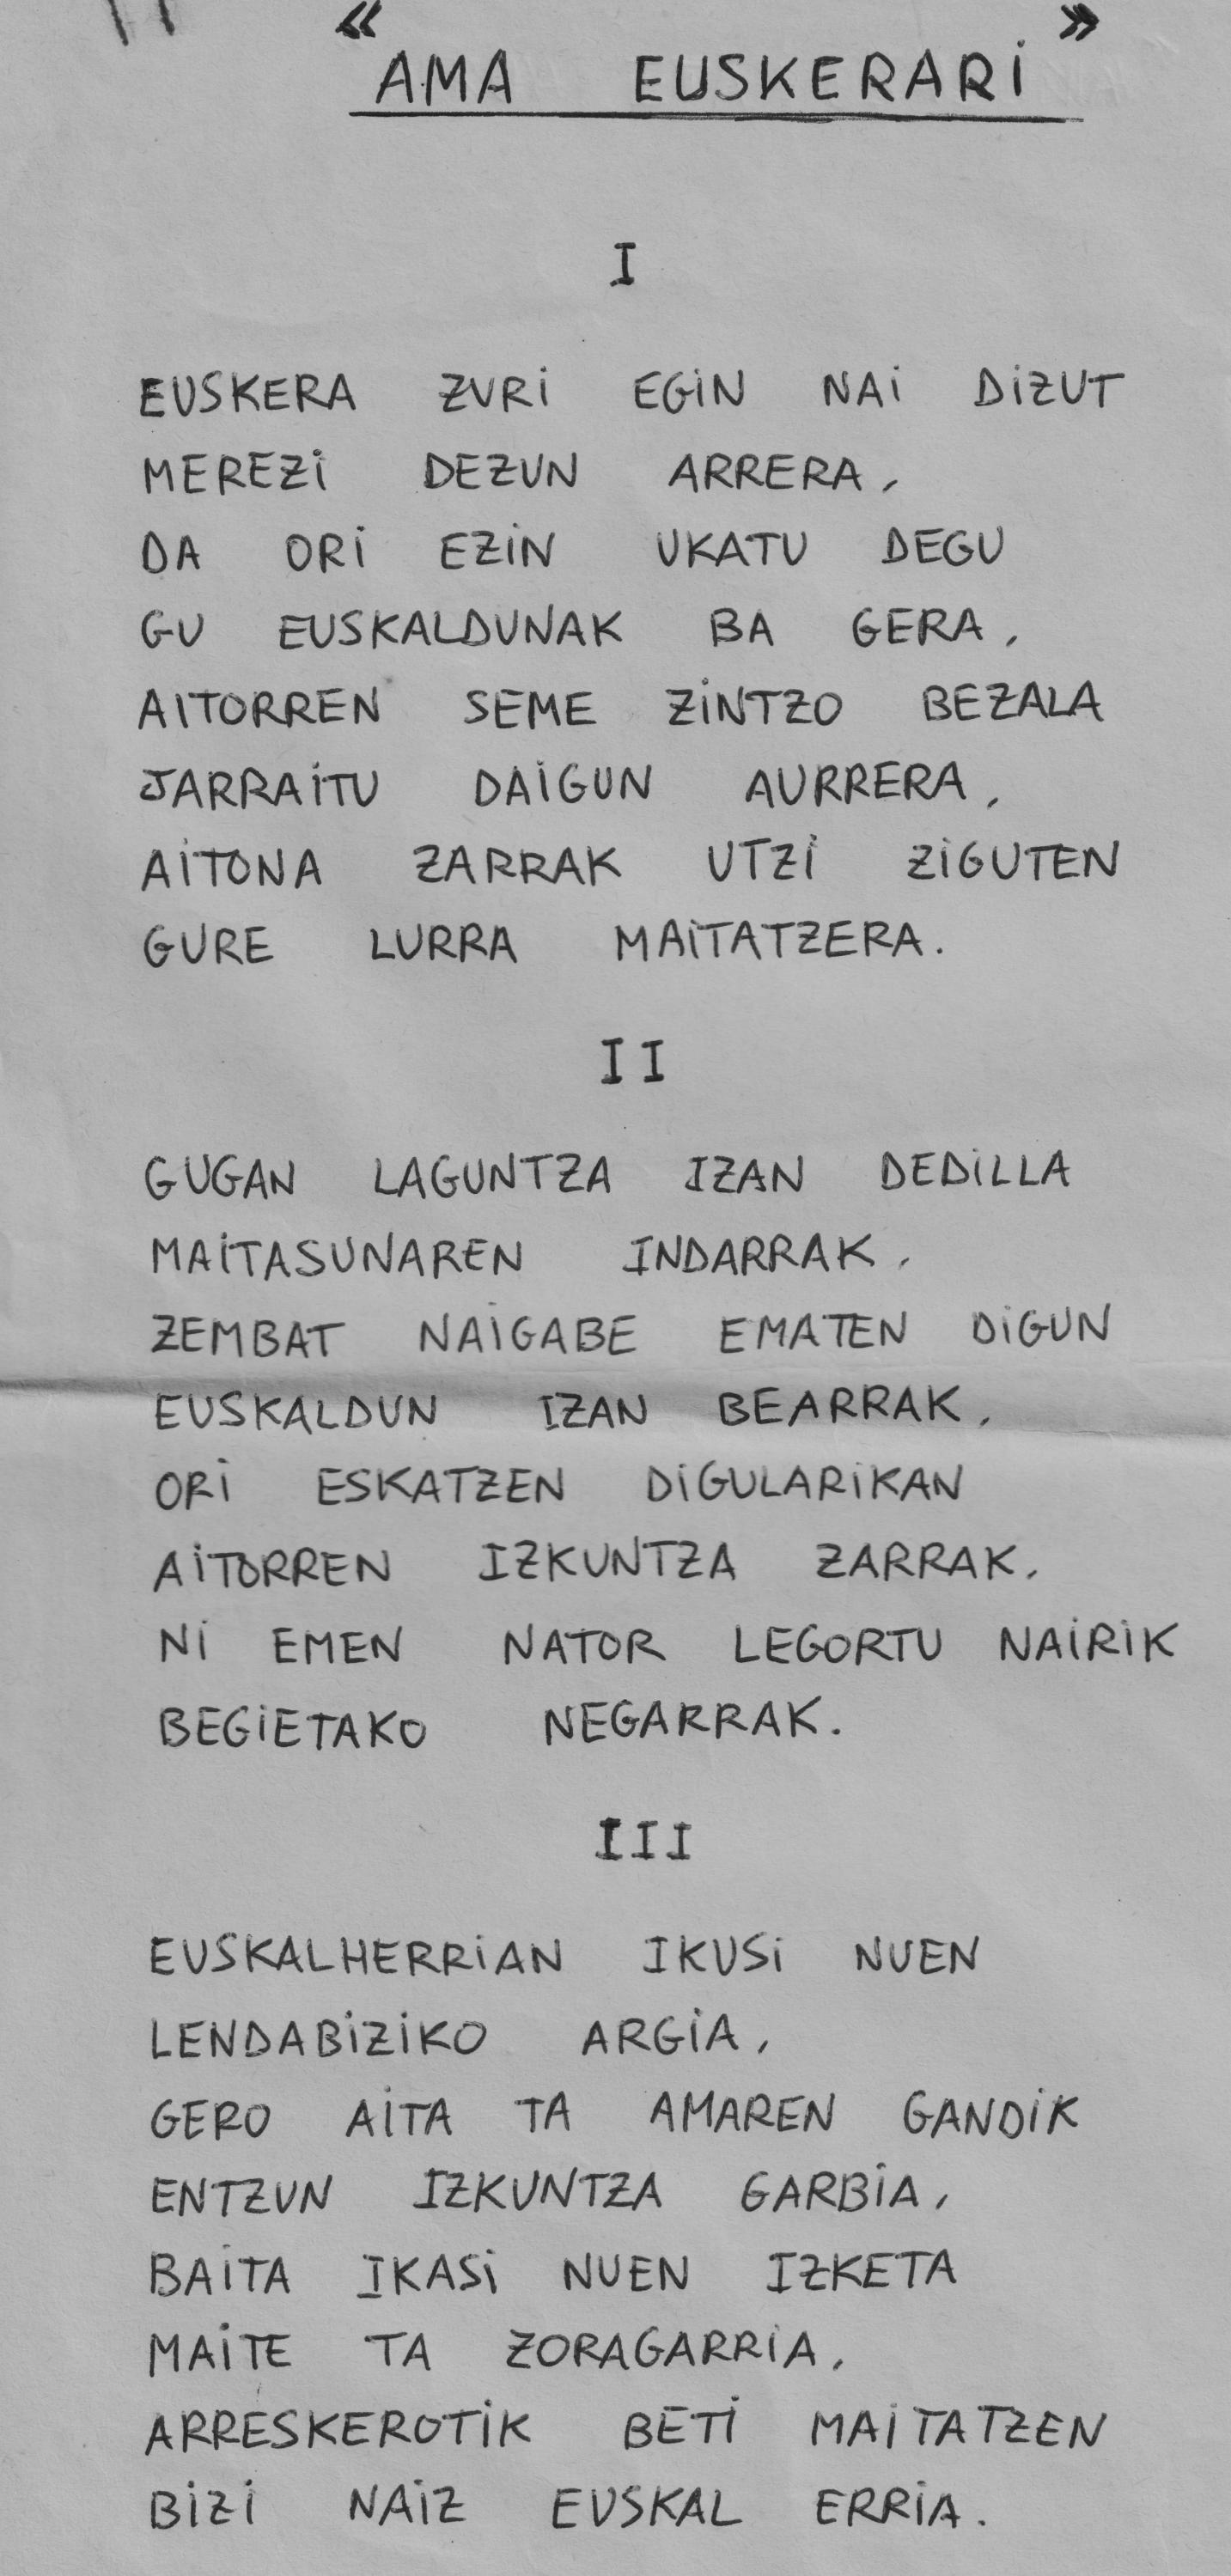 « AMA EUSKERARI »
I
EUSKERA ZURI EGIN NAI DIZUT
MEREZI DEZUN ARRERA,
DA ORI EZIN UKATU DEGU
GU EUSKALDUNAK BA GERA,
AITORREN SEME ZINTZO BEZALA
JARRAITU DAIGUN AURRERA,
AITONA ZARRAK UTZI ZIGUTEN
GURE LURRA MAITATZERA.
II
GUGAN LAGUNTZA IZAN DEDILLA
MAITASUNAREN INDARRAK,
ZEMBAT NAIGABE EMATEN DIGUN
EUSKALDUN IZAN BEARRAK,
ORI ESKATZEN DIGULARIKAN
AITORREN IZKUNTZA ZARRAK,
NI EMEN NATOR LEGORTU NAIRIK
BEGIETAKO NEGARRAK.
III
EUSKALHERRIAN IKUSI NUEN
LENDABIZIKO ARGIA,
GERO AITA TA AMAREN GANDIK
ENTZUN IZKUNTZA GARBIA,
BAITA IKASI NUEN IZKETA
MAITE TA ZORAGARRIA,
ARRESKEROTIK BETI MAITATZEN
BIZI NAIZ EUSKAL ERRIA.